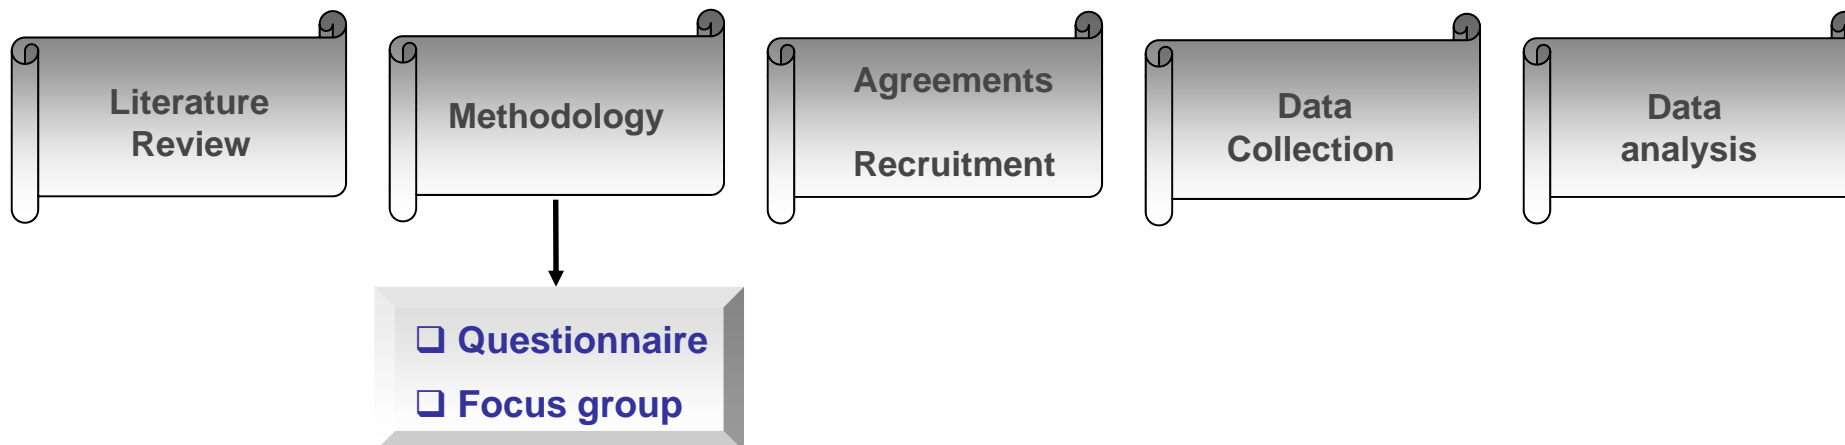 Literature
Review
Methodology
Agreements
Recruitment
Data
Collection
Data
analysis
❑ Questionnaire
❑ Focus group